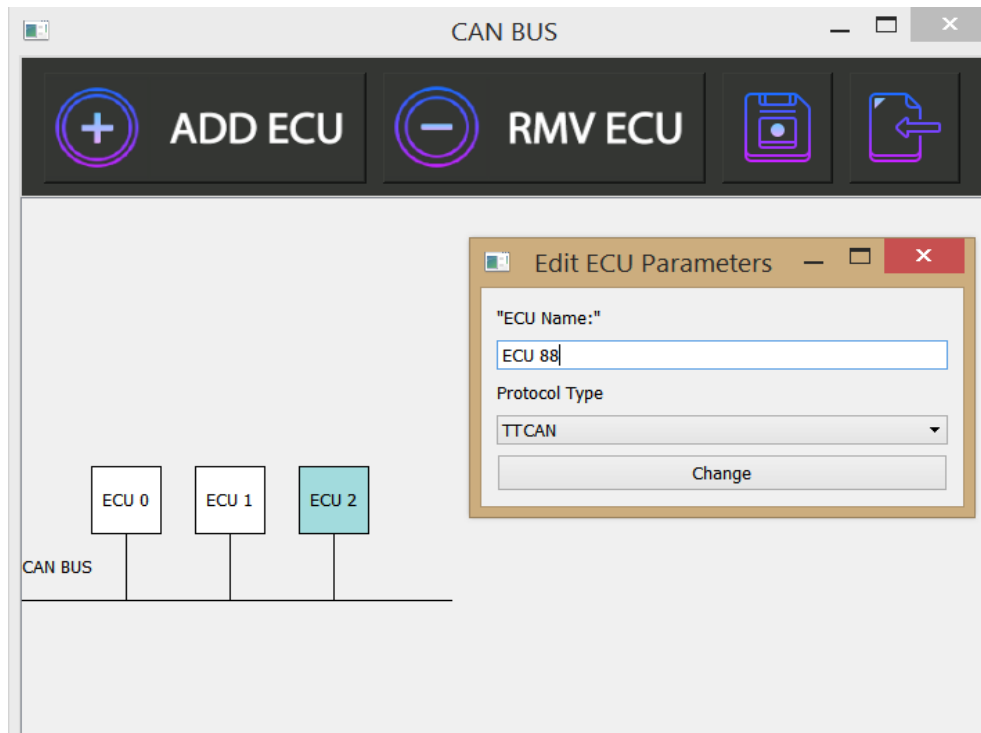 CAN BUS
ADD ECU
RMV ECU
Edit ECU Parameters
"ECU Name:"
ECU 88
Protocol Type
TTCAN
Change
ECU 0
ECU 1
ECU 2
CAN BUS